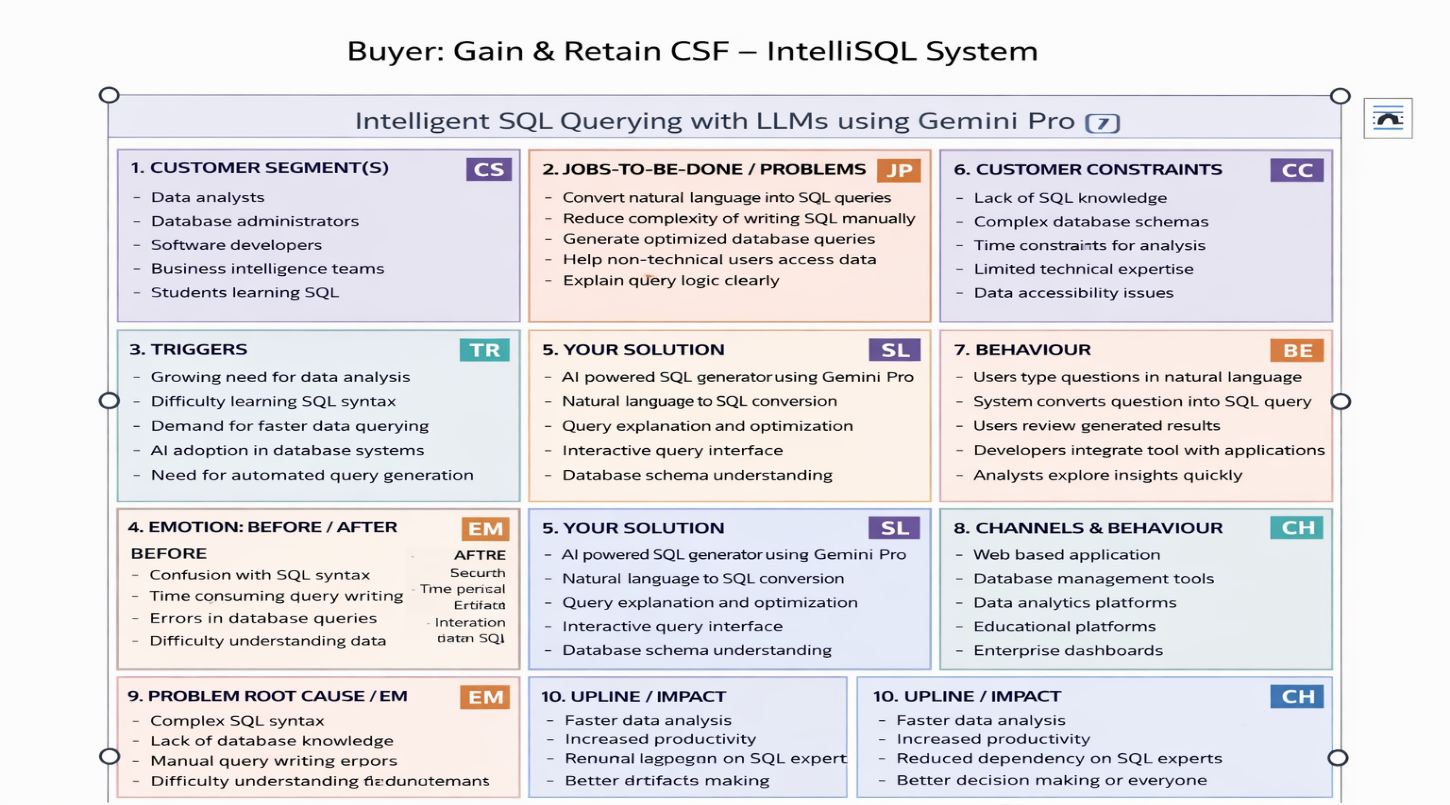 Buyer: Gain & Retain CSF – IntelliSQL System
Intelligent SQL Querying with LLMs using Gemini Pro 7
1. CUSTOMER SEGMENT(S) CS
- Data analysts
- Database administrators
- Software developers
- Business intelligence teams
- Students learning SQL
2. JOBS-TO-BE-DONE / PROBLEMS JP
- Convert natural language into SQL queries
- Reduce complexity of writing SQL manually
- Generate optimized database queries
- Help non-technical users access data
- Explain query logic clearly
6. CUSTOMER CONSTRAINTS CC
- Lack of SQL knowledge
- Complex database schemas
- Time constraints for analysis
- Limited technical expertise
- Data accessibility issues
3. TRIGGERS TR
- Growing need for data analysis
- Difficulty learning SQL syntax
- Demand for faster data querying
- AI adoption in database systems
- Need for automated query generation
5. YOUR SOLUTION SL
- AI powered SQL generator using Gemini Pro
- Natural language to SQL conversion
- Query explanation and optimization
- Interactive query interface
- Database schema understanding
7. BEHAVIOUR BE
- Users type questions in natural language
- System converts question into SQL query
- Users review generated results
- Developers integrate tool with applications
- Analysts explore insights quickly
4. EMOTION: BEFORE / AFTER EM
BEFORE
- Confusion with SQL syntax
- Time consuming query writing
- Errors in database queries
- Difficulty understanding data
AFTRE
Securth
- Tme
- Interation
5. YOUR SOLUTION SL
- AI powered SQL generator using Gemini Pro
- Natural language to SQL conversion
- Query explanation and optimization
- Interactive query interface
- Database schema understanding
8. CHANNELS & BEHAVIOUR CH
- Web based application
- Database management tools
- Data analytics platforms
- Educational platforms
- Enterprise dashboards
9. PROBLEM ROOT CAUSE / EM EM
- Complex SQL syntax
- Lack of database knowledge
- Manual query writing erpors
- Difficulty understanding
10. UPLINE / IMPACT
- Faster data analysis
- Increased productivity
- on SQL expert
- Better drtifacts making
10. UPLINE / IMPACT CH
- Faster data analysis
- Increased productivity
- Reduced dependency on SQL experts
- Better decision making or everyone